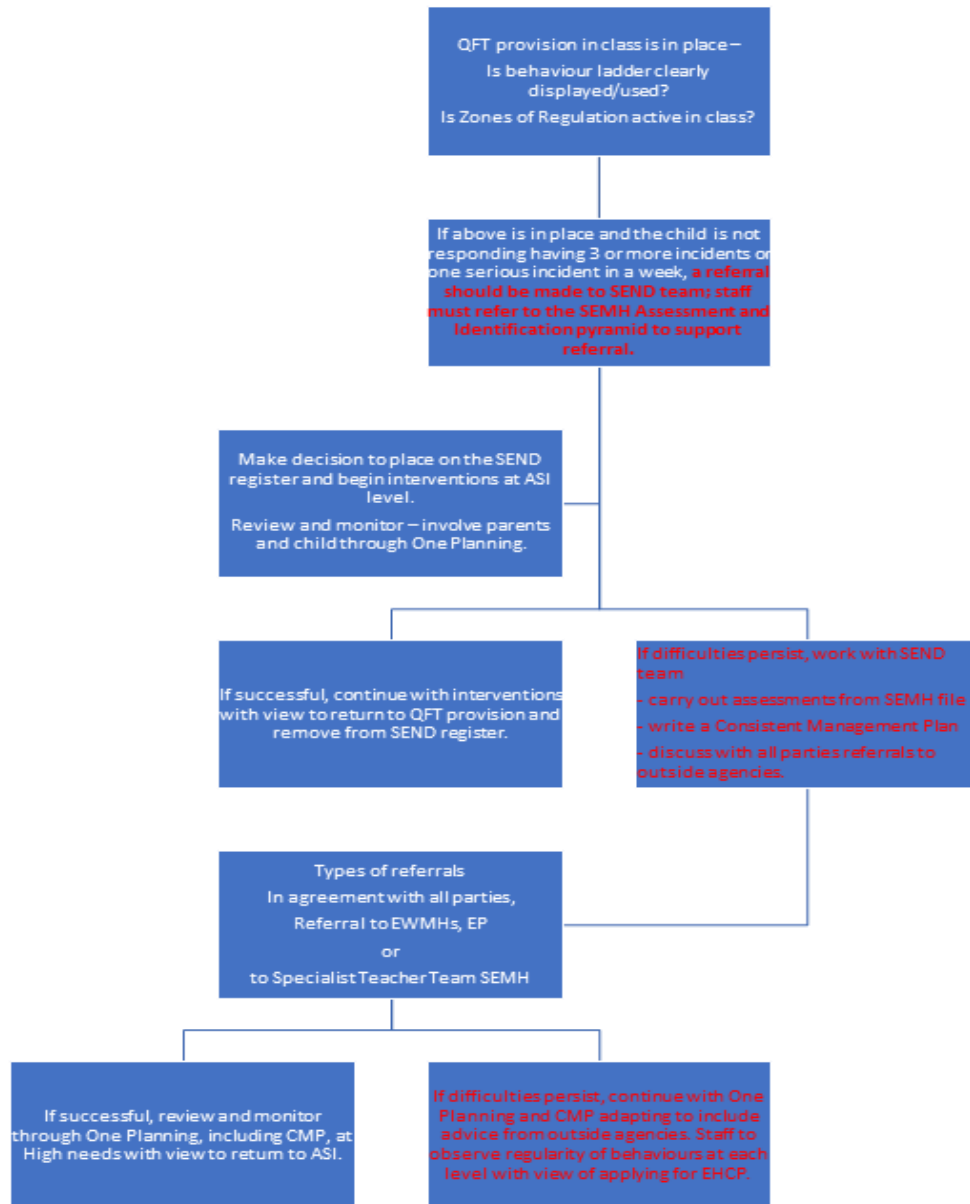 QFT provision in class is in place –
Is behaviour ladder clearly
displayed/used?
Is Zones of Regulation active in class?
If above is in place and the child is not
responding having 3 or more incidents or
one serious incident in a week, a referral
should be made to SEND team; staff
must refer to the SEMH Assessment and
Identification pyramid to support
referral.
Make decision to place on the SEND
register and begin interventions at ASI
level.
Review and monitor – involve parents
and child through One Planning.
If successful, continue with interventions
with view to return to QFT provision and
remove from SEND register.
If difficulties persist, work with SEND
team
- carry out assessments from SEMH file
- write a Consistent Management Plan
- discuss with all parties referrals to
outside agencies.
Types of referrals
In agreement with all parties,
Referral to EWMHs, EP
or
to Specialist Teacher Team SEMH
If successful, review and monitor
through One Planning, including CMP, at
High needs with view to return to ASI.
If difficulties persist, continue with One
Planning and CMP adapting to include
advice from outside agencies. Staff to
observe regularity of behaviours at each
level with view of applying for EHCP.